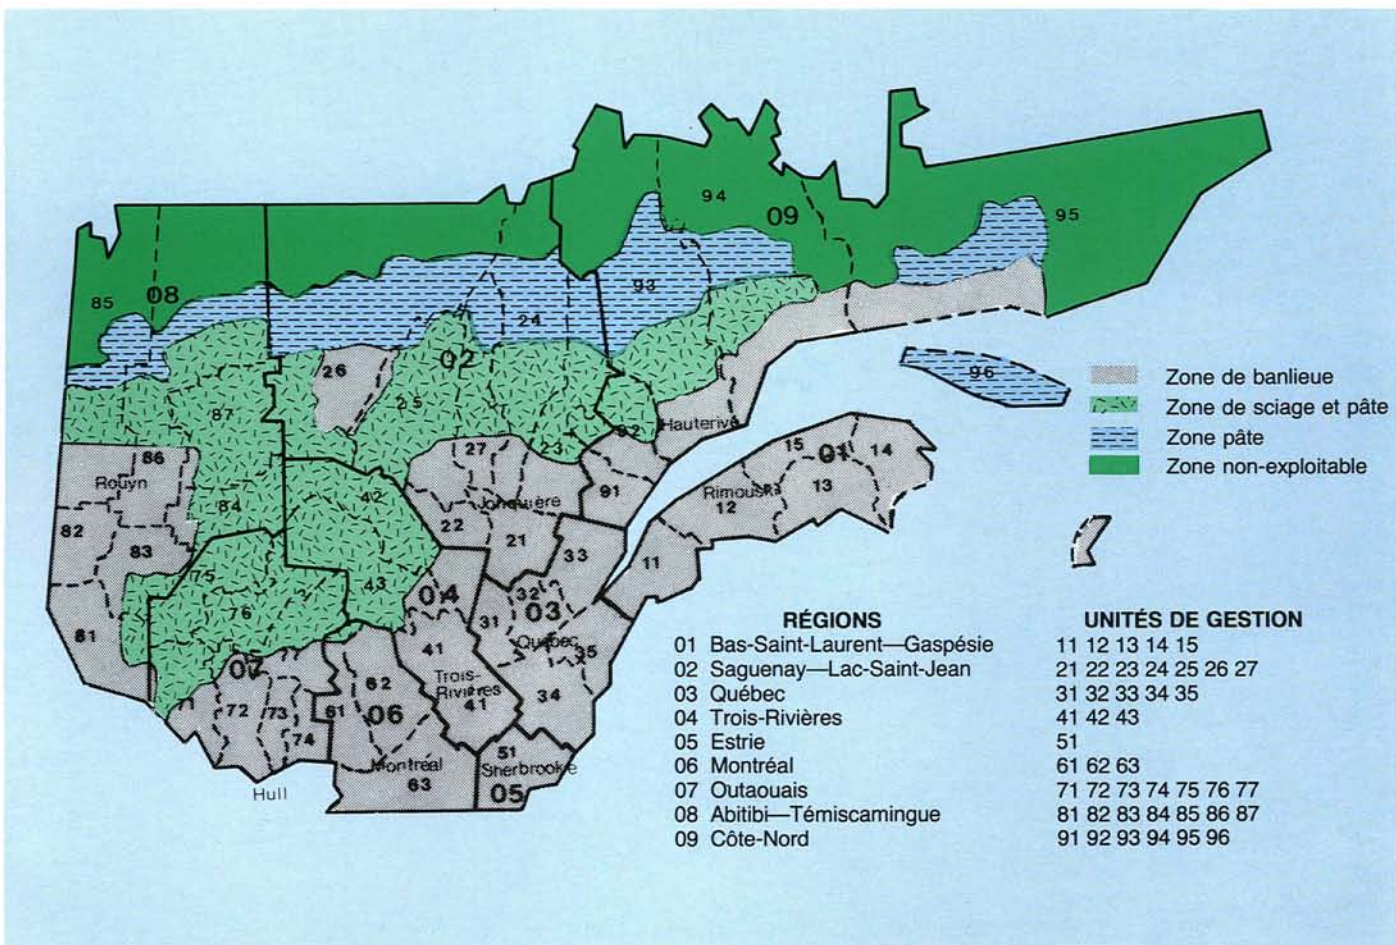 94
09
95
85
08
93
24
02
26
96
25
87
Zone de banlieue
Zone de sciage et pâte
Zone pâte
Zone non-exploitable
92
Hauterive
86
27
23
15
01
14
Rouyn
42
91
Rimouski
13
12
Jonquière
84
82
22
21
83
33
11
75
43
76
04
32
03
31
81
Québec
35
41
07
77
Trois-
Rivières
62
41
34
71
72
73
61
06
74
51
Montréal
Sherbrooke
63
05
Hull
RÉGIONS UNITÉS DE GESTION
01 Bas-Saint-Laurent—Gaspésie 11 12 13 14 15
02 Saguenay—Lac-Saint-Jean 21 22 23 24 25 26 27
03 Québec 31 32 33 34 35
04 Trois-Rivières 41 42 43
05 Estrie 51
06 Montréal 61 62 63
07 Outaouais 71 72 73 74 75 76 77
08 Abitibi—Témiscamingue 81 82 83 84 85 86 87
09 Côte-Nord 91 92 93 94 95 96